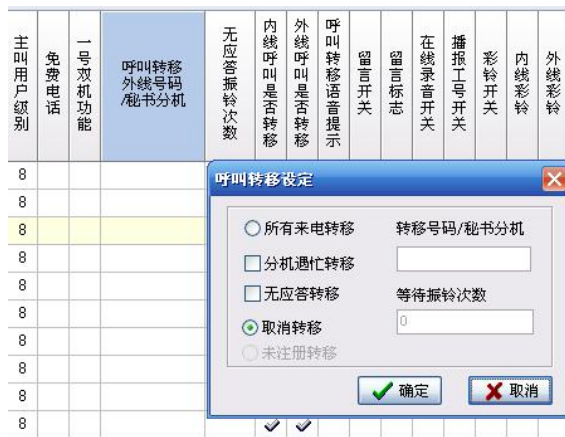 主叫用户级别
免费电话
一号双机功能
呼叫转移
外线号码
/秘书分机
无应答振铃次数
内线呼叫是否转移
外线呼叫是否转移
呼叫转移语音提示
留言开关
留言标志
在线录音开关
播报工号开关
彩铃开关
内线彩铃
外线彩铃
8
8
8
8
8
8
8
8
8
8
呼叫转移设定
所有来电转移
转移号码/秘书分机
分机遇忙转移
无应答转移
等待振铃次数
取消转移
0
未注册转移
确定
取消